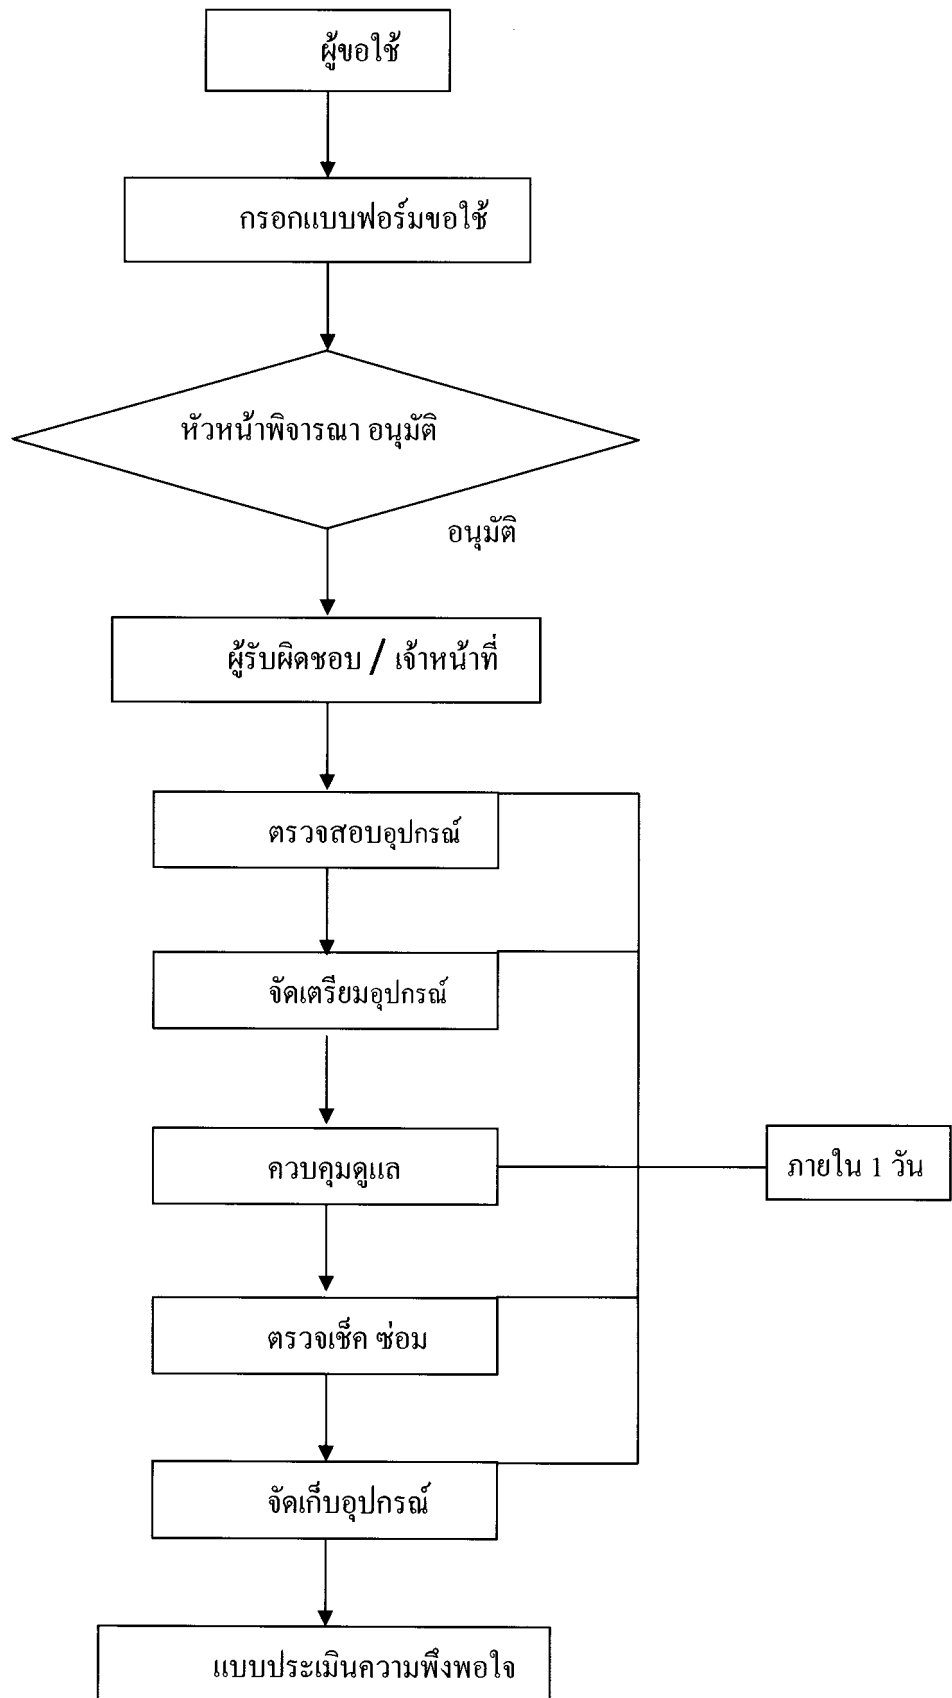 ผู้ขอใช้
กรอกแบบฟอร์มขอใช้
หัวหน้าพิจารณา อนุมัติ
อนุมัติ
ผู้รับผิดชอบ / เจ้าหน้าที่
ตรวจสอบอุปกรณ์
จัดเตรียมอุปกรณ์
ควบคุมดูแล
ภายใน 1 วัน
ตรวจเช็ค ซ่อม
จัดเก็บอุปกรณ์
แบบประเมินความพึงพอใจ